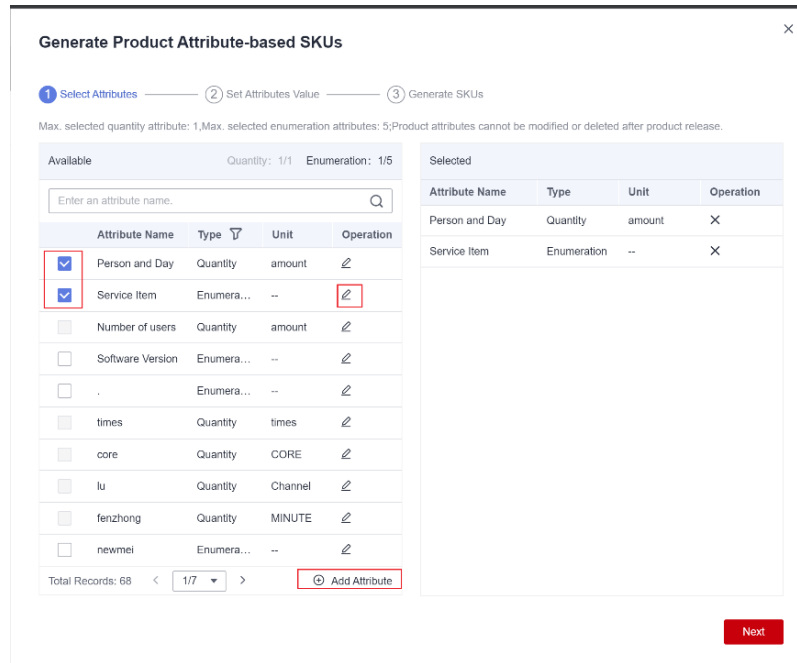 Generate Product Attribute-based SKUs
1 Select Attributes 2 Set Attributes Value 3 Generate SKUs
Max. selected quantity attribute: 1,Max. selected enumeration attributes: 5;Product attributes cannot be modified or deleted after product release.
Available Quantity: 1/1 Enumeration: 1/5
Enter an attribute name.
Attribute Name Type Unit Operation
Person and Day Quantity amount
Service Item Enumera... --
Number of users Quantity amount
Software Version Enumera... --
. Enumera... --
times Quantity times
core Quantity CORE
lu Quantity Channel
fenzhong Quantity MINUTE
newmei Enumera... --
Total Records: 68 < 1/7 > Add Attribute
Selected
Attribute Name Type Unit Operation
Person and Day Quantity amount
Service Item Enumeration --
Next